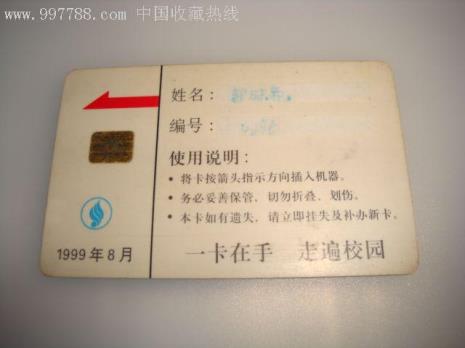 www.997788.com 中国收藏热线
姓名：
编号：
使用说明：
• 将卡按箭头指示方向插入机器。
• 务必妥善保管，切勿折叠、划伤。
• 本卡如有遗失，请立即挂失及补办新卡。
1999年8月
一卡在手 走遍校园